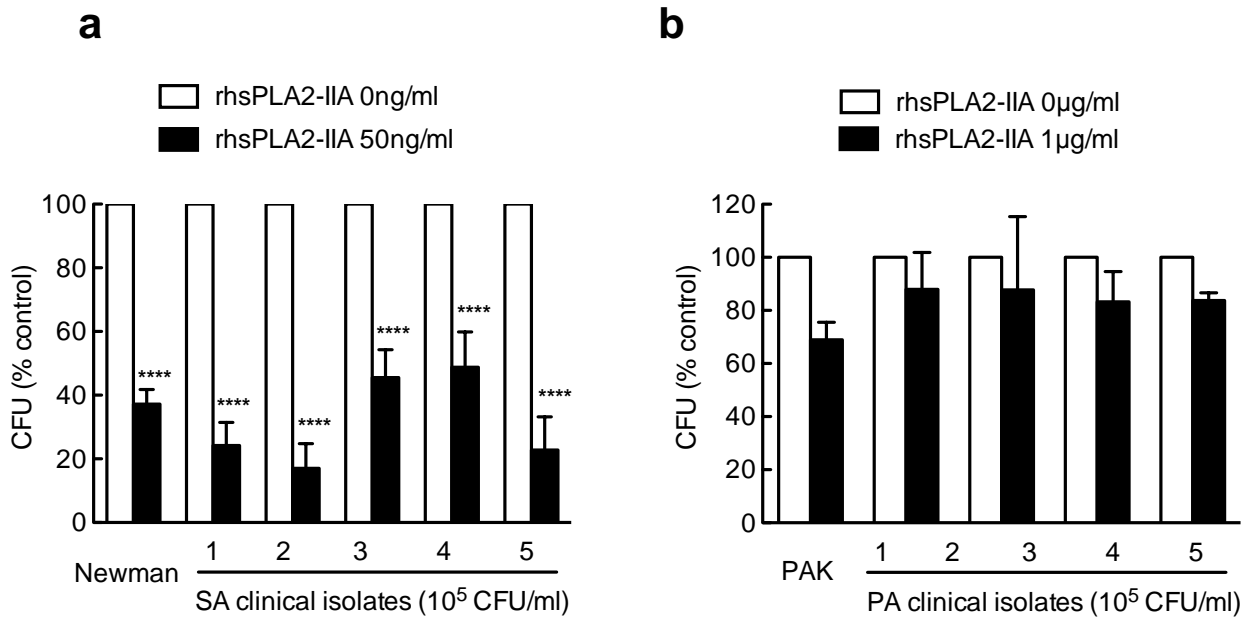 a
rhsPLA2-IIA 0ng/ml
rhsPLA2-IIA 50ng/ml
CFU (% control)
100
80
60
40
20
0
****
****
****
****
****
****
Newman
1 2 3 4 5
SA clinical isolates (10⁵ CFU/ml)
b
rhsPLA2-IIA 0µg/ml
rhsPLA2-IIA 1µg/ml
CFU (% control)
120
100
80
60
40
20
0
PAK
1 2 3 4 5
PA clinical isolates (10⁵ CFU/ml)